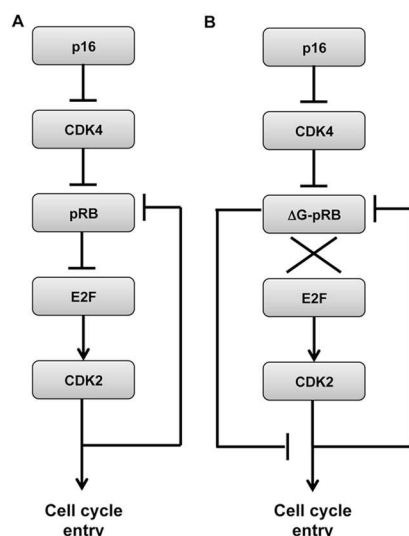 A
p16
CDK4
pRB
E2F
CDK2
Cell cycle
entry
B
p16
CDK4
ΔG-pRB
E2F
CDK2
Cell cycle
entry